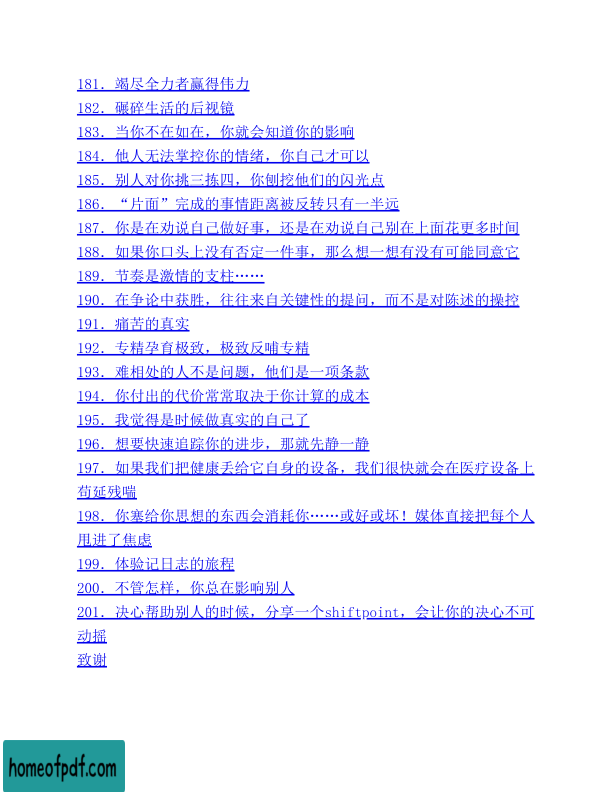 181. 竭尽全力者赢得伟力
182. 碾碎生活的后视镜
183. 当你不在如在，你就会知道你的影响
184. 他人无法掌控你的情绪，你自己才可以
185. 别人对你挑三拣四，你刨挖他们的闪光点
186. “片面”完成的事情距离被反转只有一半远
187. 你是在劝说自己做好事，还是在劝说自己别在上面花更多时间
188. 如果你口头上没有否定一件事，那么想一想有没有可能同意它
189. 节奏是激情的支柱……
190. 在争论中获胜，往往来自关键性的提问，而不是对陈述的操控
191. 痛苦的真实
192. 专精孕育极致，极致反哺专精
193. 难相处的人不是问题，他们是一项条款
194. 你付出的代价常常取决于你计算的成本
195. 我觉得是时候做真实的自己了
196. 想要快速追踪你的进步，那就先静一静
197. 如果我们把健康丢给它自身的设备，我们很快就会在医疗设备上
苟延残喘
198. 你塞给你思想的东西会消耗你……或好或坏！媒体直接把每个人
甩进了焦虑
199. 体验记日志的旅程
200. 不管怎样，你总在影响别人
201. 决心帮助别人的时候，分享一个shiftpoint，会让你的决心不可
动摇
致谢
homeofpdf.com